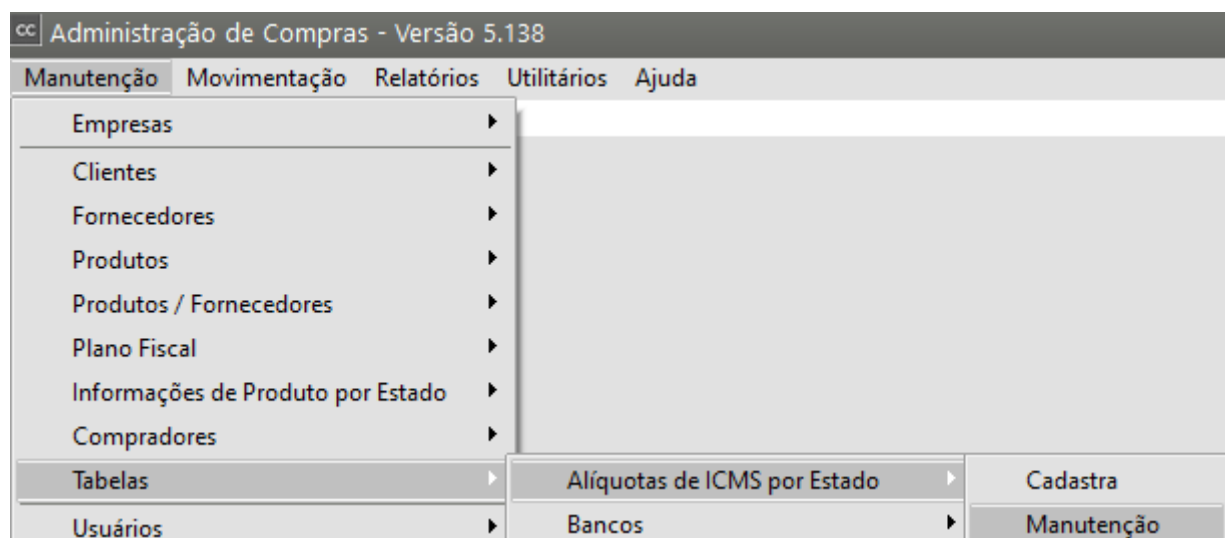 cc Administração de Compras - Versão 5.138
Manutenção Movimentação Relatórios Utilitários Ajuda
Empresas
Clientes
Fornecedores
Produtos
Produtos / Fornecedores
Plano Fiscal
Informações de Produto por Estado
Compradores
Tabelas Alíquotas de ICMS por Estado Cadastra
Usuários Bancos Manutenção